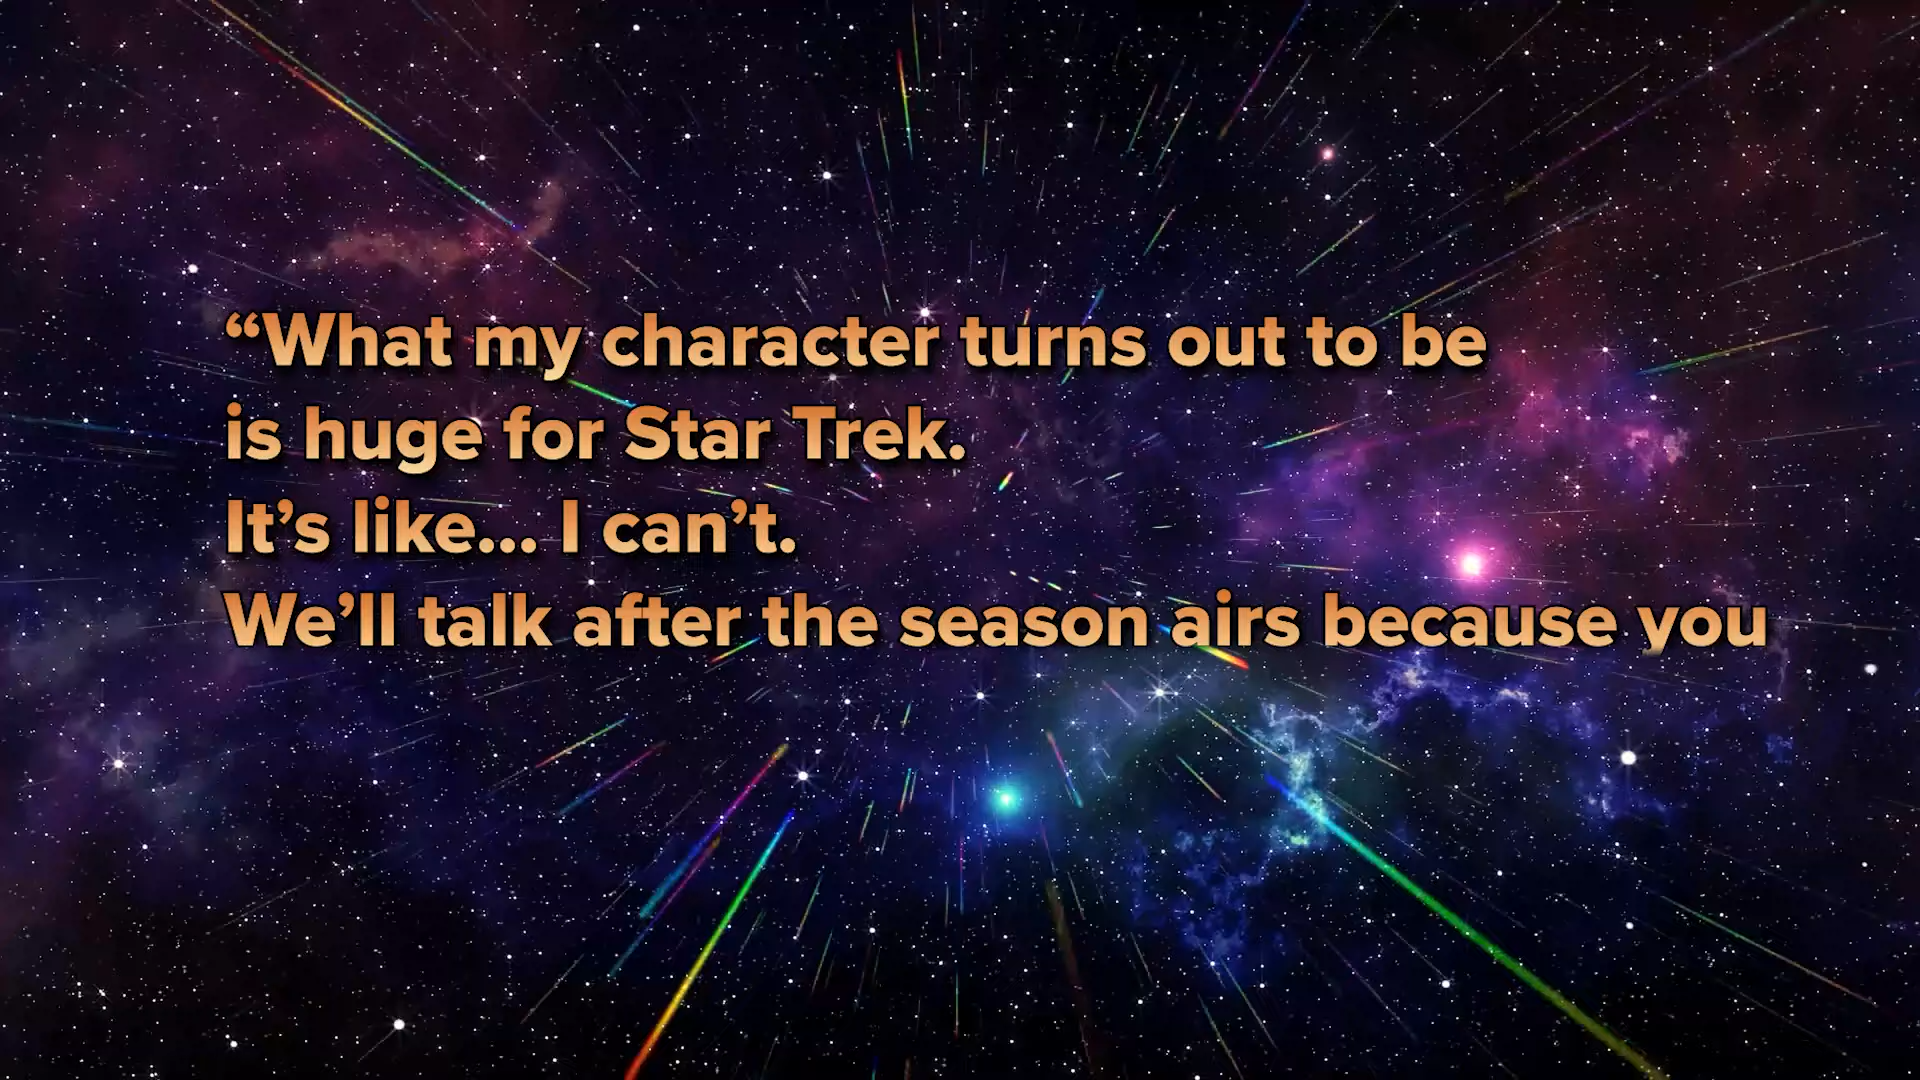 “What my character turns out to be
is huge for Star Trek.
It’s like... I can’t.
We’ll talk after the season airs because you